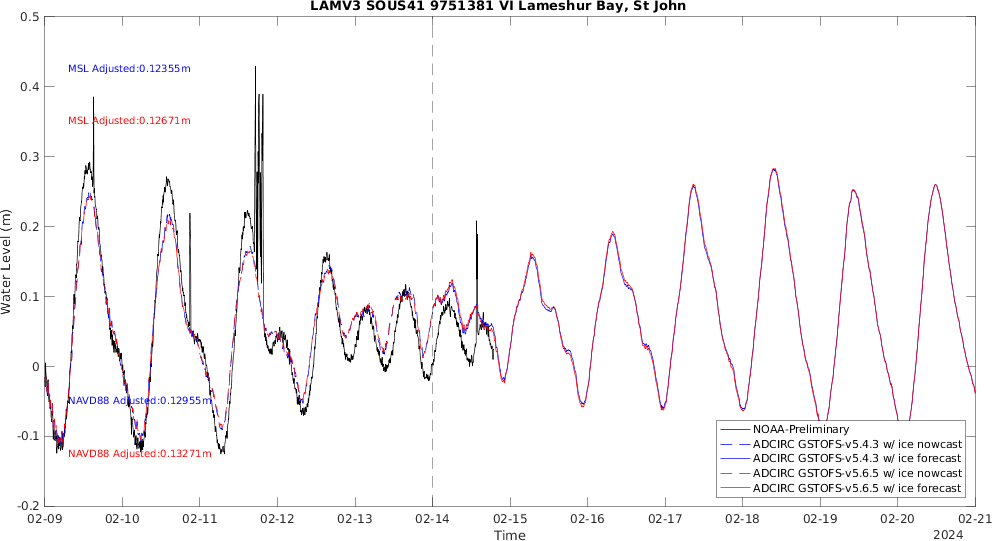 LAMV3 SOUS41 9751381 VI Lameshur Bay, St John
0.5
0.4
0.3
0.2
0.1
0
-0.1
-0.2
Water Level (m)
MSL Adjusted:0.12355m
MSL Adjusted:0.12671m
NAVD88 Adjusted:0.12955m
NAVD88 Adjusted:0.13271m
NOAA-Preliminary
ADCIRC GSTOFS-v5.4.3 w/ ice nowcast
ADCIRC GSTOFS-v5.4.3 w/ ice forecast
ADCIRC GSTOFS-v5.6.5 w/ ice nowcast
ADCIRC GSTOFS-v5.6.5 w/ ice forecast
02-09 02-10 02-11 02-12 02-13 02-14 02-15 02-16 02-17 02-18 02-19 02-20 02-21
Time
2024